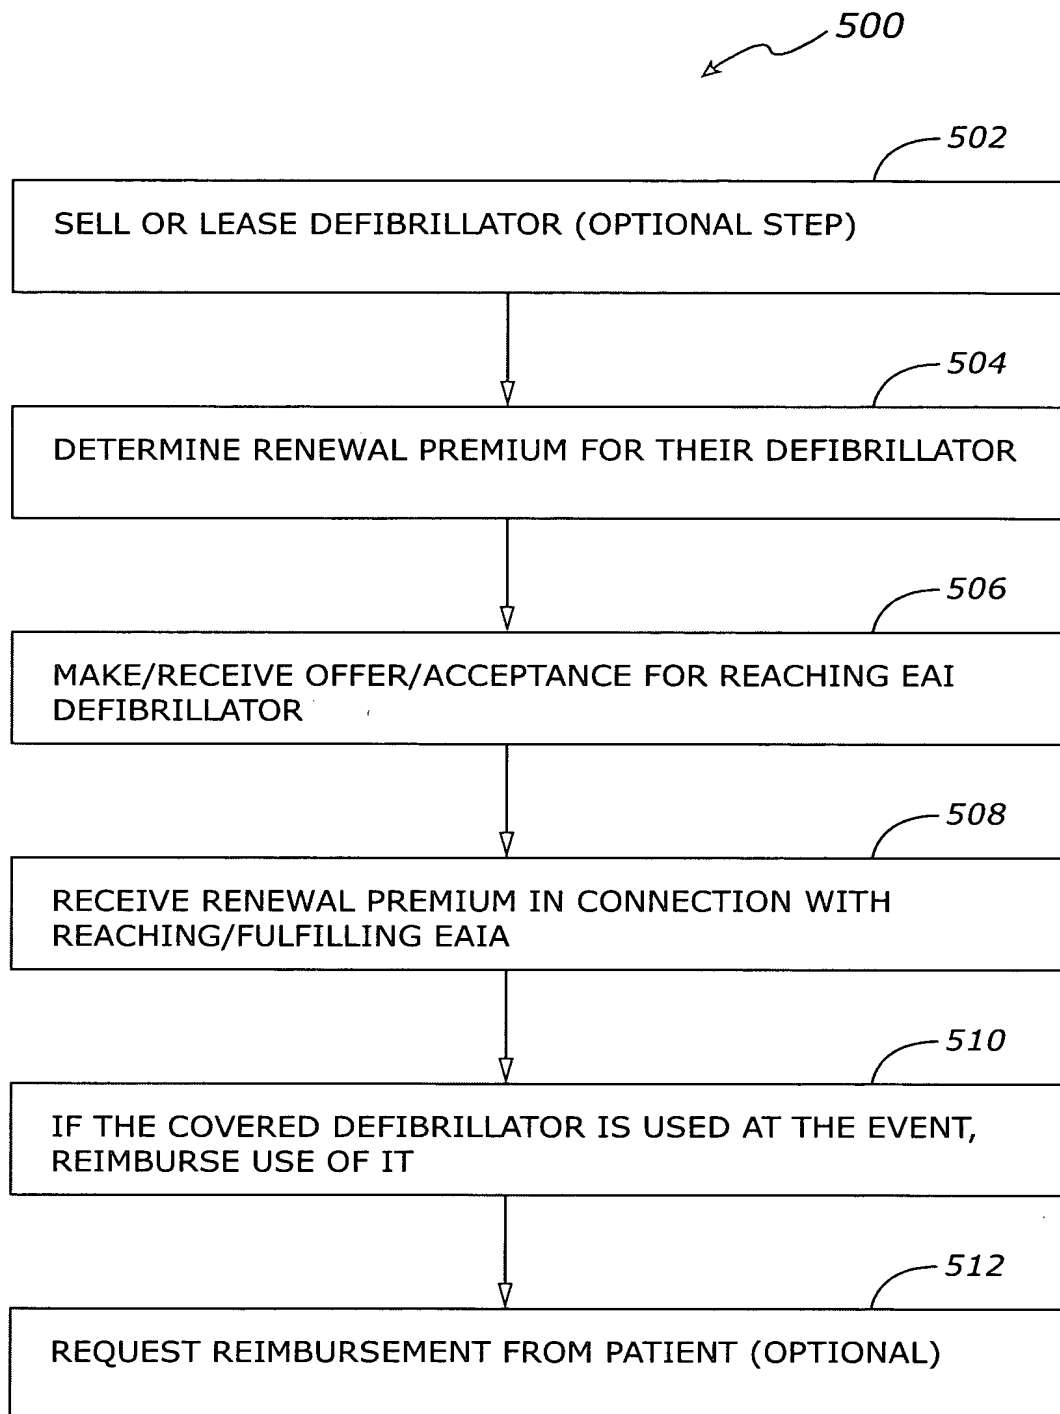 500
502
SELL OR LEASE DEFIBRILLATOR (OPTIONAL STEP)
504
DETERMINE RENEWAL PREMIUM FOR THEIR DEFIBRILLATOR
506
MAKE/RECEIVE OFFER/ACCEPTANCE FOR REACHING EAI
DEFIBRILLATOR
508
RECEIVE RENEWAL PREMIUM IN CONNECTION WITH
REACHING/FULFILLING EAIA
510
IF THE COVERED DEFIBRILLATOR IS USED AT THE EVENT,
REIMBURSE USE OF IT
512
REQUEST REIMBURSEMENT FROM PATIENT (OPTIONAL)